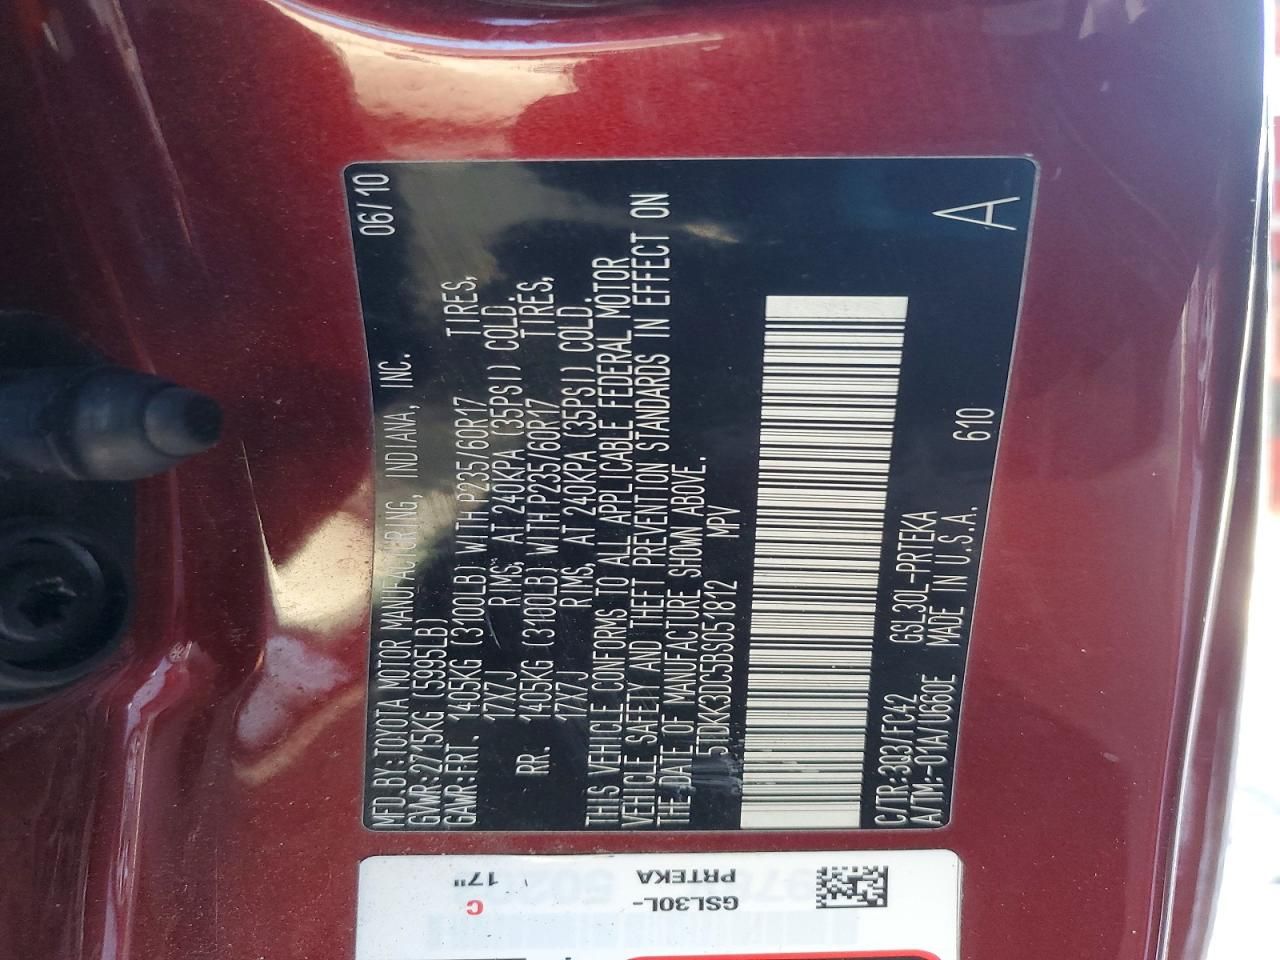 MFD.BY:TOYOTA MOTOR MANUFACTURING, INDIANA, INC. 06/10
GVWR:2715KG (5995LB)
GAWR:FRT. 1405KG (3100LB) WITH P235/60R17 TIRES,
17X7J RIMS, AT 240KPA (35PSI) COLD.
RR. 1405KG (3100LB) WITH P235/60R17 TIRES,
17X7J RIMS, AT 240KPA (35PSI) COLD.
THIS VEHICLE CONFORMS TO ALL APPLICABLE FEDERAL MOTOR
VEHICLE SAFETY AND THEFT PREVENTION STANDARDS IN EFFECT ON
THE DATE OF MANUFACTURE SHOWN ABOVE.
5TDKK3DC5BS051812 MPV
C/TR:3Q3/FC42 GSL30L-PRTEKA
A/TM:-01A/U660E MADE IN U.S.A. 610
A
GSL30L-
PRTEKA
17"
C